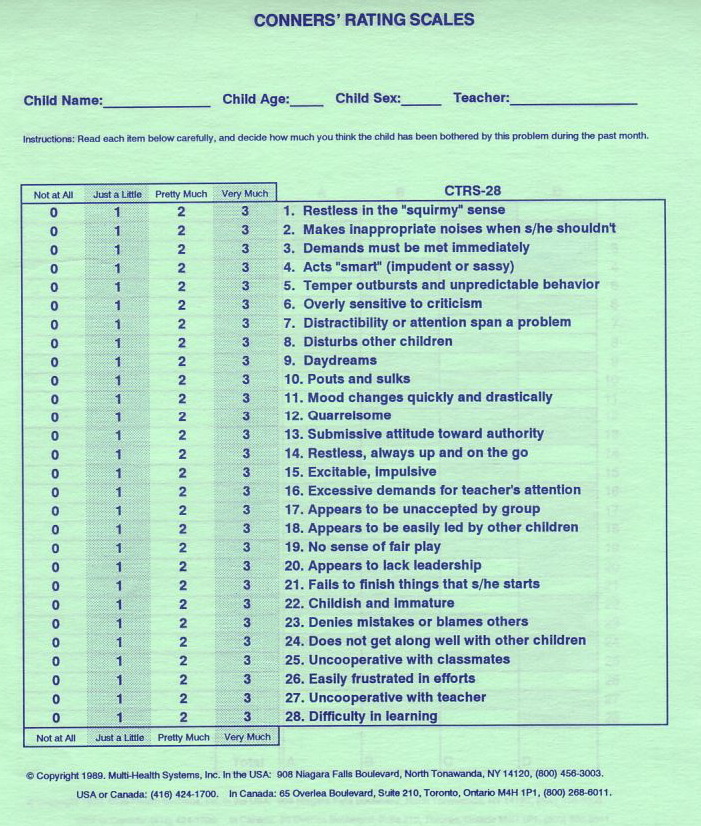 CONNERS' RATING SCALES
Child Name: Child Age: Child Sex: Teacher:
Instructions: Read each item below carefully, and decide how much you think the child has been bothered by this problem during the past month.
CTRS-28
Not at All Just a Little Pretty Much Very Much
0 1 2 3 1. Restless in the "squirmy" sense
0 1 2 3 2. Makes inappropriate noises when s/he shouldn't
0 1 2 3 3. Demands must be met immediately
0 1 2 3 4. Acts "smart" (impudent or sassy)
0 1 2 3 5. Temper outbursts and unpredictable behavior
0 1 2 3 6. Overly sensitive to criticism
0 1 2 3 7. Distractibility or attention span a problem
0 1 2 3 8. Disturbs other children
0 1 2 3 9. Daydreams
0 1 2 3 10. Pouts and sulks
0 1 2 3 11. Mood changes quickly and drastically
0 1 2 3 12. Quarrelsome
0 1 2 3 13. Submissive attitude toward authority
0 1 2 3 14. Restless, always up and on the go
0 1 2 3 15. Excitable, impulsive
0 1 2 3 16. Excessive demands for teacher's attention
0 1 2 3 17. Appears to be unaccepted by group
0 1 2 3 18. Appears to be easily led by other children
0 1 2 3 19. No sense of fair play
0 1 2 3 20. Appears to lack leadership
0 1 2 3 21. Fails to finish things that s/he starts
0 1 2 3 22. Childish and immature
0 1 2 3 23. Denies mistakes or blames others
0 1 2 3 24. Does not get along well with other children
0 1 2 3 25. Uncooperative with classmates
0 1 2 3 26. Easily frustrated in efforts
0 1 2 3 27. Uncooperative with teacher
0 1 2 3 28. Difficulty in learning
Not at All Just a Little Pretty Much Very Much
© Copyright 1989. Multi-Health Systems, Inc. In the USA: 908 Niagara Falls Boulevard, North Tonawanda, NY 14120, (800) 456-3003.
USA or Canada: (416) 424-1700. In Canada: 65 Overlea Boulevard, Suite 210, Toronto, Ontario M4H 1P1, (800) 268-6011.